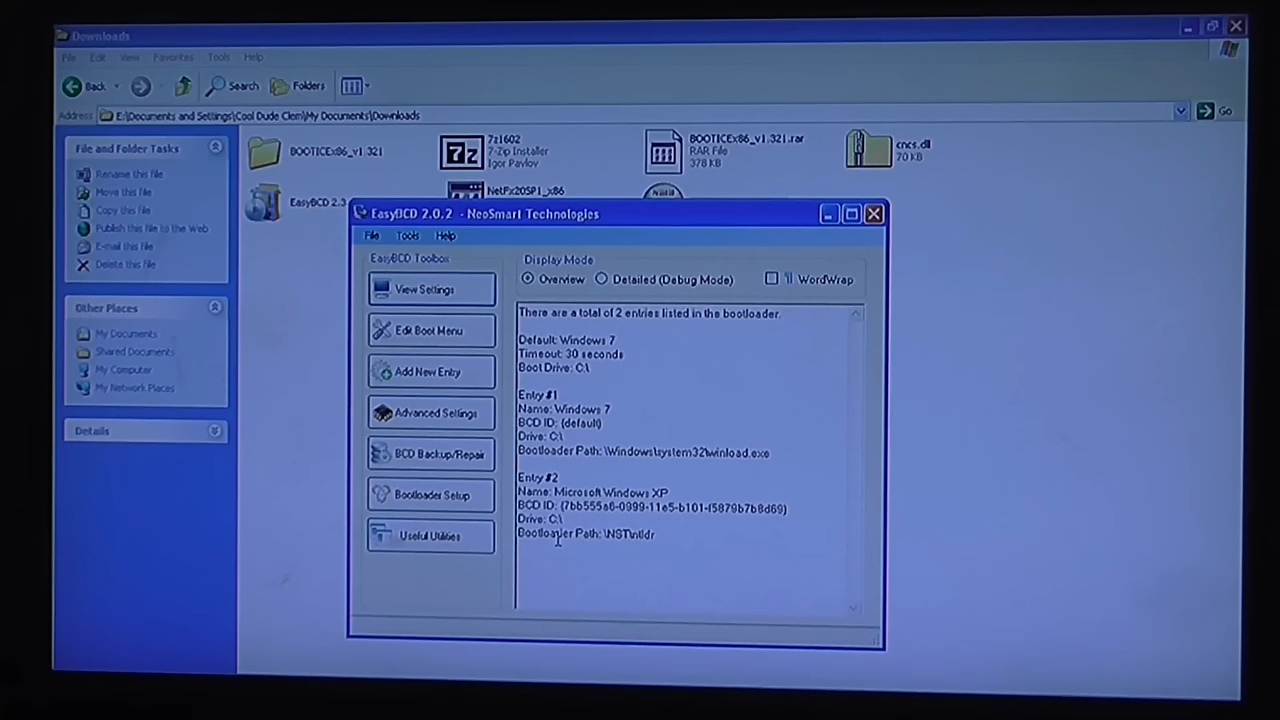 Downloads
File Edit View Favorites Tools Help
Back Search Folders
Address E:\Documents and Settings\Cool Dude Clem\My Documents\Downloads Go
File and Folder Tasks
Rename this file
Move this file
Copy this file
Publish this file to the Web
E-mail this file
Delete this file
Other Places
My Documents
Shared Documents
My Computer
My Network Places
Details
BOOTICEx86_v1.321
7z1602
7-Zip Installer
Igor Pavlov
BOOTICEx86_v1.321.rar
RAR File
378 KB
cncs.dll
70 KB
EasyBCD 2.3
NetFx20SP1_x86
EasyBCD 2.0.2 - NeoSmart Technologies
File Tools Help
EasyBCD Toolbox
View Settings
Edit Boot Menu
Add New Entry
Advanced Settings
BCD Backup/Repair
Bootloader Setup
Useful Utilities
Display Mode
Overview Detailed (Debug Mode) WordWrap
There are a total of 2 entries listed in the bootloader.
Default: Windows 7
Timeout: 30 seconds
Boot Drive: C:\
Entry #1
Name: Windows 7
BCD ID: {default}
Drive: C:\
Bootloader Path: \Windows\system32\winload.exe
Entry #2
Name: Microsoft Windows XP
BCD ID: {7bb555a6-0999-11e5-b101-f5879b7b8d69}
Drive: C:\
Bootloader Path: \NST\ntldr